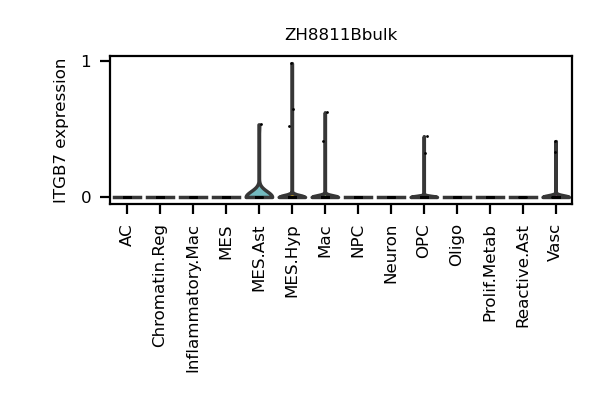 ZH8811Bbulk
ITGB7 expression
1
0
AC
Chromatin.Reg
Inflammatory.Mac
MES
MES.Ast
MES.Hyp
Mac
NPC
Neuron
OPC
Oligo
Prolif.Metab
Reactive.Ast
Vasc